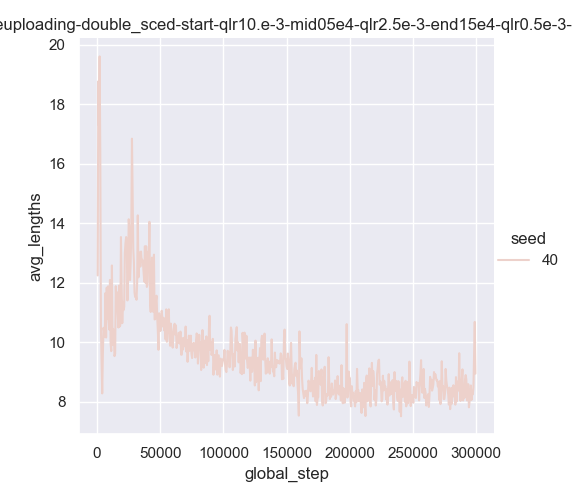 euploading-double_sced-start-qlr10.e-3-mid05e4-qlr2.5e-3-end15e4-qlr0.5e-3-
20
18
16
14
12
10
8
avg_lengths
0 50000 100000 150000 200000 250000 300000
global_step
seed
40